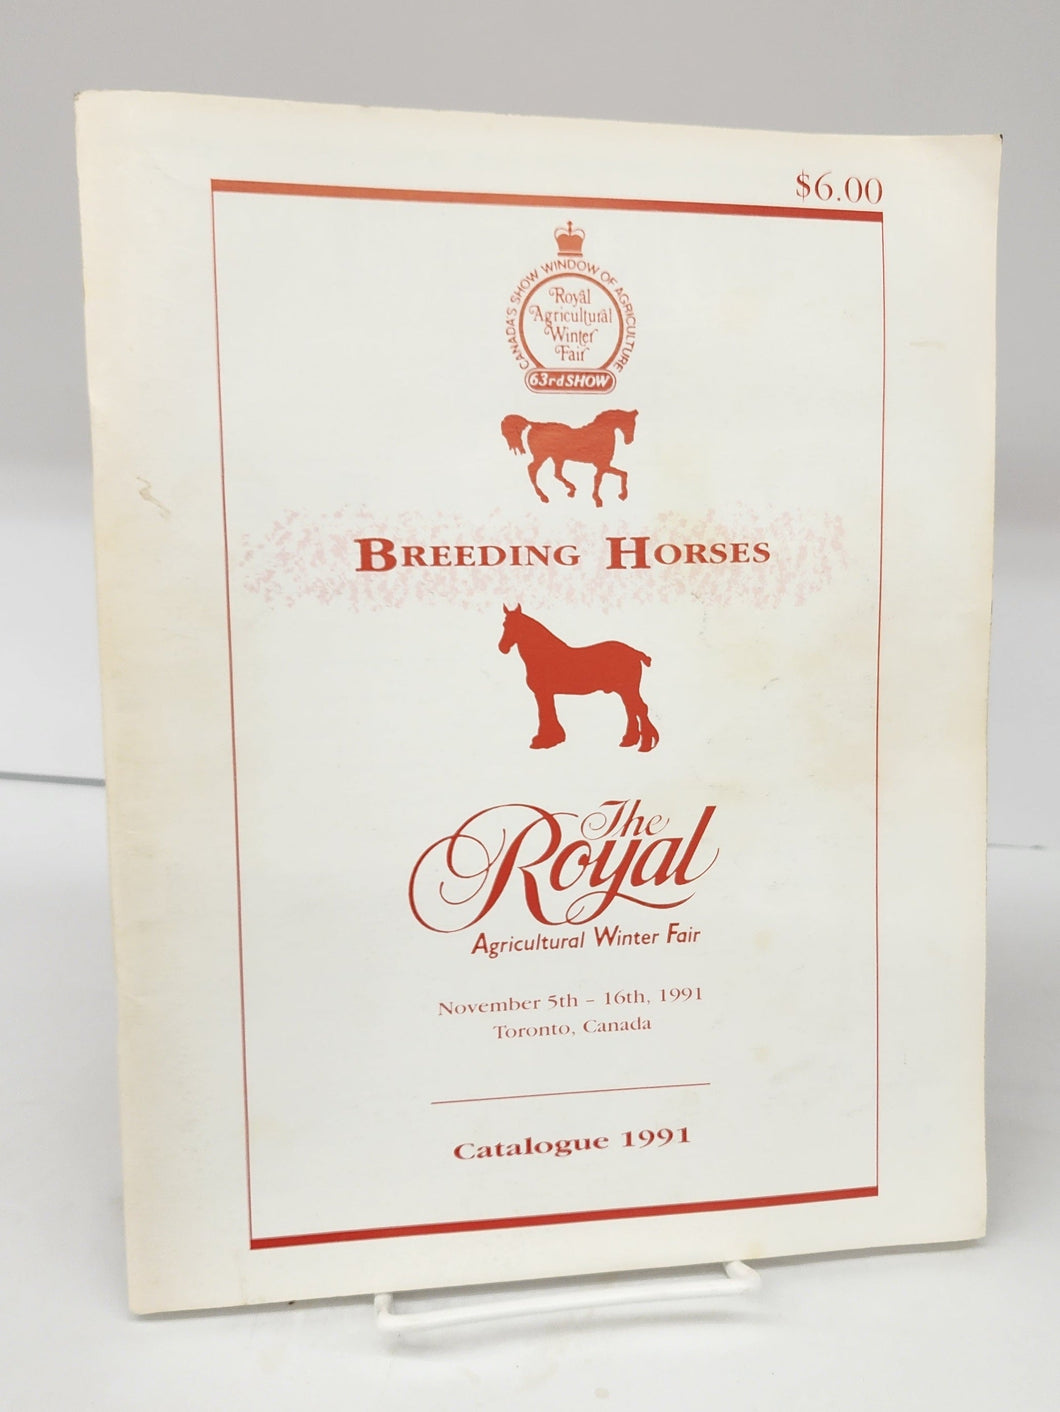 $6.00
CANADA'S SHOW WINDOW OF AGRICULTURE
Royal
Agricultural
Winter
Fair
63rd SHOW
BREEDING HORSES
The
Royal
Agricultural Winter Fair
November 5th – 16th, 1991
Toronto, Canada
Catalogue 1991